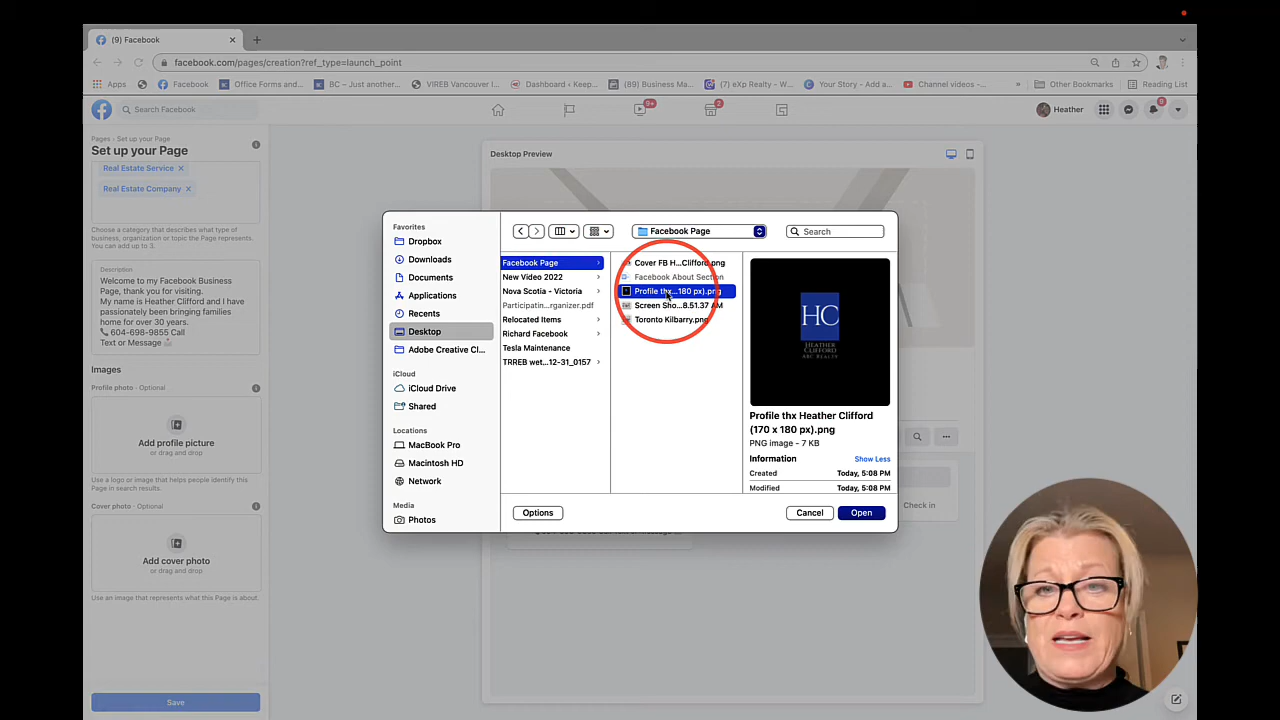 (9) Facebook
facebook.com/pages/creation?ref_type=launch_point
Apps
Facebook
Office Forms and...
BC – Just another...
VIREB Vancouver I...
Dashboard ‹ Keep...
(89) Business Ma...
(7) eXp Realty - W...
Your Story - Add a...
Channel videos -...
»
Other Bookmarks
Reading List
Search Facebook
9+
2
Heather
9
Pages › Set up your Page
Set up your Page
Real Estate Service
Real Estate Company
Choose a category that describes what type of
business, organization or topic the Page represents.
You can add up to 3.
Description
Welcome to my Facebook Business
Page, thank you for visiting.
My name is Heather Clifford and I have
passionately been bringing families
home for over 30 years.
604-698-9855 Call
Text or Message
Images
Profile photo · Optional
Add profile picture
or drag and drop
Use a logo or image that helps people identify this
Page in search results.
Cover photo · Optional
Add cover photo
or drag and drop
Use an image that represents what this Page is about.
Save
Desktop Preview
Check in
Favorites
Dropbox
Downloads
Documents
Applications
Recents
Desktop
Adobe Creative Cl...
iCloud
iCloud Drive
Shared
Locations
MacBook Pro
Macintosh HD
Network
Media
Photos
Facebook Page
Search
Facebook Page
New Video 2022
Nova Scotia - Victoria
Participatin...rganizer.pdf
Relocated Items
Richard Facebook
Tesla Maintenance
TRREB wet...12-31_0157
Cover FB H...Clifford.png
Facebook About Section
Profile thx...180 px).png
Screen Sho...8.51.37 AM
Toronto Kilbarry.png
HC
HEATHER
CLIFFORD
ABC REALTY
Profile thx Heather Clifford
(170 x 180 px).png
PNG image - 7 KB
Information
Show Less
Created
Today, 5:08 PM
Modified
Today, 5:08 PM
Options
Cancel
Open